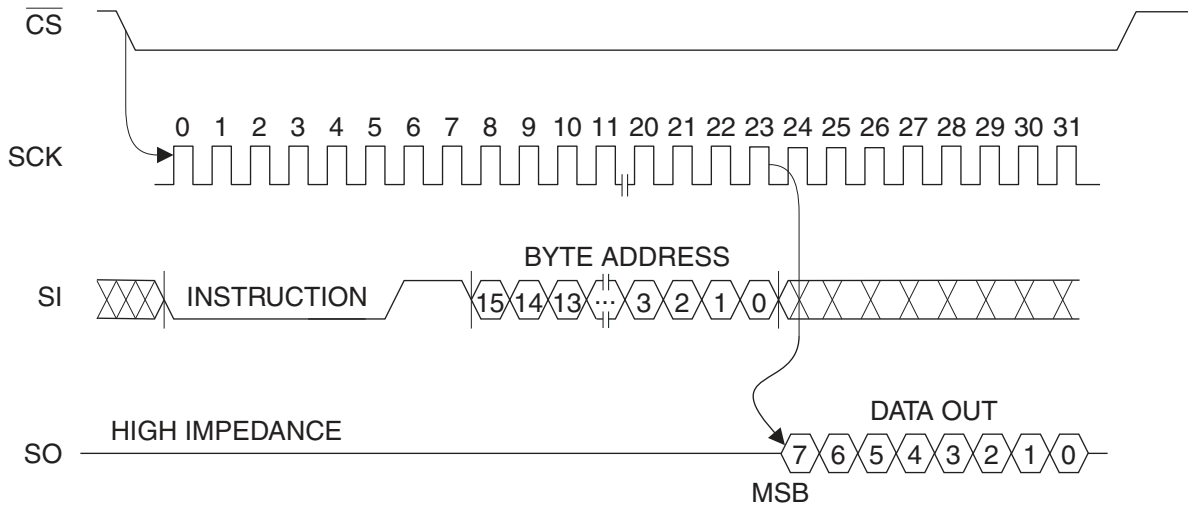 CS
0 1 2 3 4 5 6 7 8 9 10 11 20 21 22 23 24 25 26 27 28 29 30 31
SCK
BYTE ADDRESS
SI INSTRUCTION 15 14 13 ... 3 2 1 0
DATA OUT
HIGH IMPEDANCE
SO 7 6 5 4 3 2 1 0
MSB